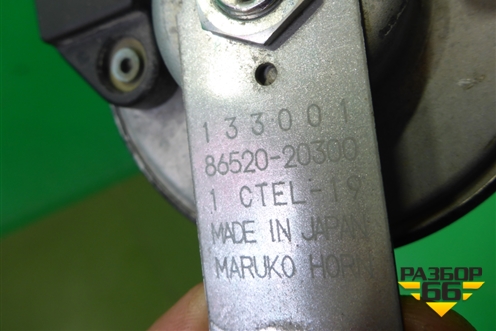 133001
86520-20300
1 CTEL-19
MADE IN JAPAN
MARUKO HORN
РАЗБОР
66